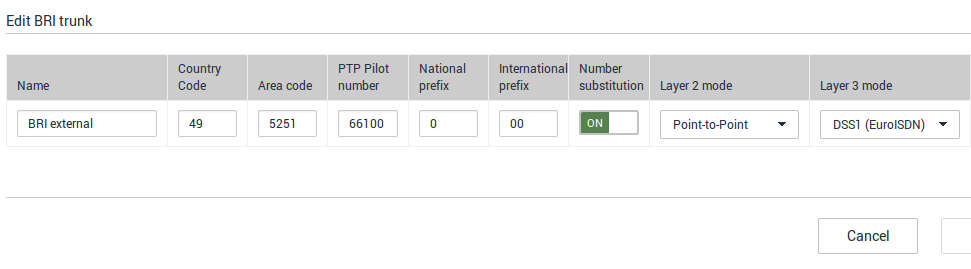 Edit BRI trunk
Name
Country Code
Area code
PTP Pilot number
National prefix
International prefix
Number substitution
Layer 2 mode
Layer 3 mode
BRI external
49
5251
66100
0
00
ON
Point-to-Point
DSS1 (EuroISDN)
Cancel